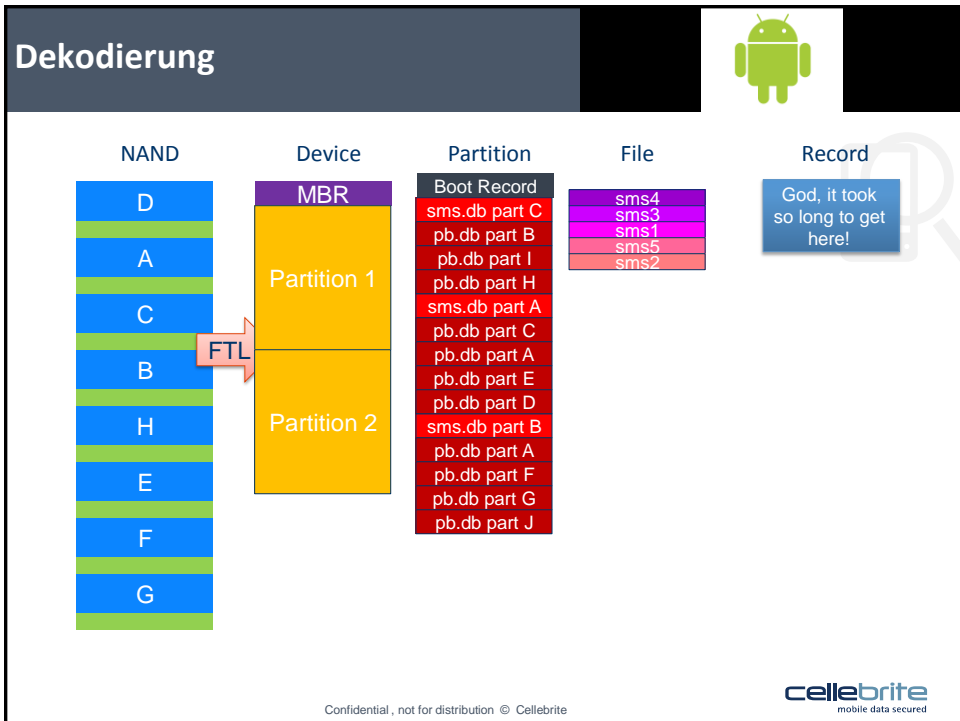 Dekodierung
NAND
Device
Partition
File
Record
D
A
C
B
H
E
F
G
FTL
MBR
Partition 1
Partition 2
Boot Record
sms.db part C
pb.db part B
pb.db part I
pb.db part H
sms.db part A
pb.db part C
pb.db part A
pb.db part E
pb.db part D
sms.db part B
pb.db part A
pb.db part F
pb.db part G
pb.db part J
sms4
sms3
sms1
sms5
sms2
God, it took
so long to get
here!
Confidential , not for distribution © Cellebrite
cellebrite
mobile data secured